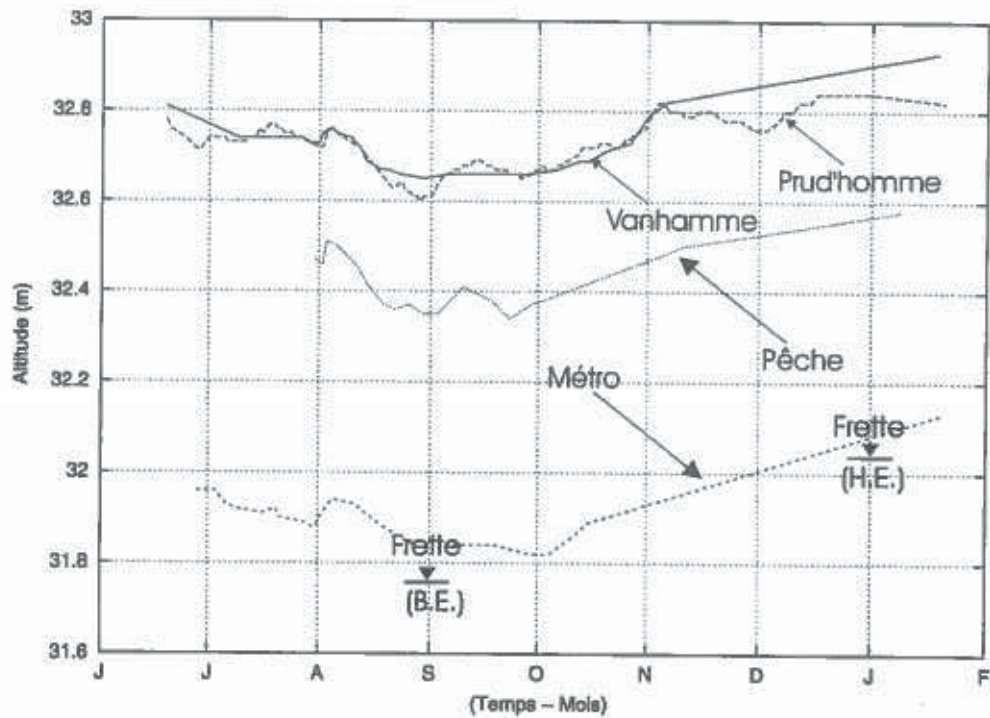 33
32.8
32.6
32.4
32.2
32
31.8
31.6
Altitude (m)
Prud'homme
Vanhamme
Pêche
Métro
Frette
(H.E.)
Frette
(B.E.)
J J A S O N D J F
(Temps – Mois)